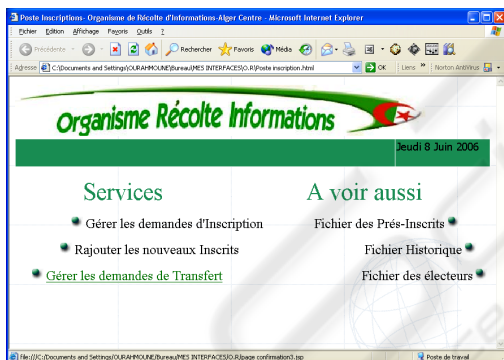 Poste Inscriptions- Organisme de Récolte d'Informations-Alger Centre - Microsoft Internet Explorer
Fichier Edition Affichage Favoris Outils ?
Précédente Rechercher Favoris Média
Adresse C:\Documents and Settings\OURAHMOUNE\Bureau\MES INTERFACES\O.R\Poste inscription.html OK Liens » Norton AntiVirus
Organisme Récolte Informations
Jeudi 8 Juin 2006
Services A voir aussi
Gérer les demandes d'Inscription Fichier des Prés-Inscrits
Rajouter les nouveaux Inscrits Fichier Historique
Gérer les demandes de Transfert Fichier des électeurs
file:///C:/Documents and Settings/OURAHMOUNE/Bureau/MES INTERFACES/O.R/page confirmation3.jsp Poste de travail